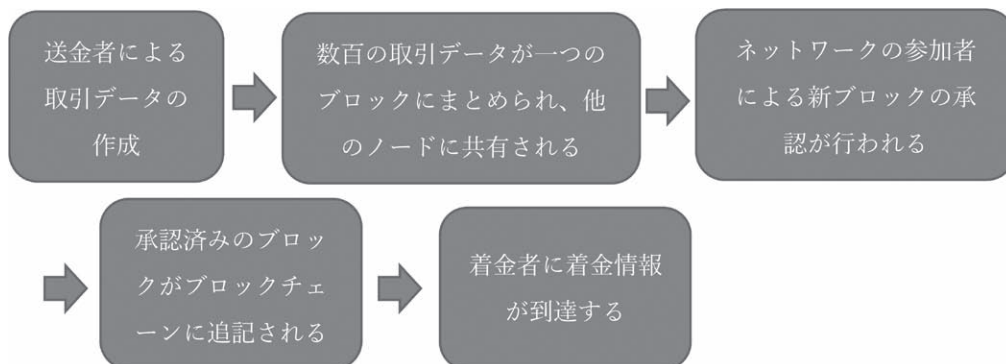 送金者による
取引データの
作成
数百の取引データが一つの
ブロックにまとめられ、他
のノードに共有される
ネットワークの参加者
による新ブロックの承
認が行われる
承認済みのブロッ
クがブロックチェ
ーンに追記される
着金者に着金情報
が到達する